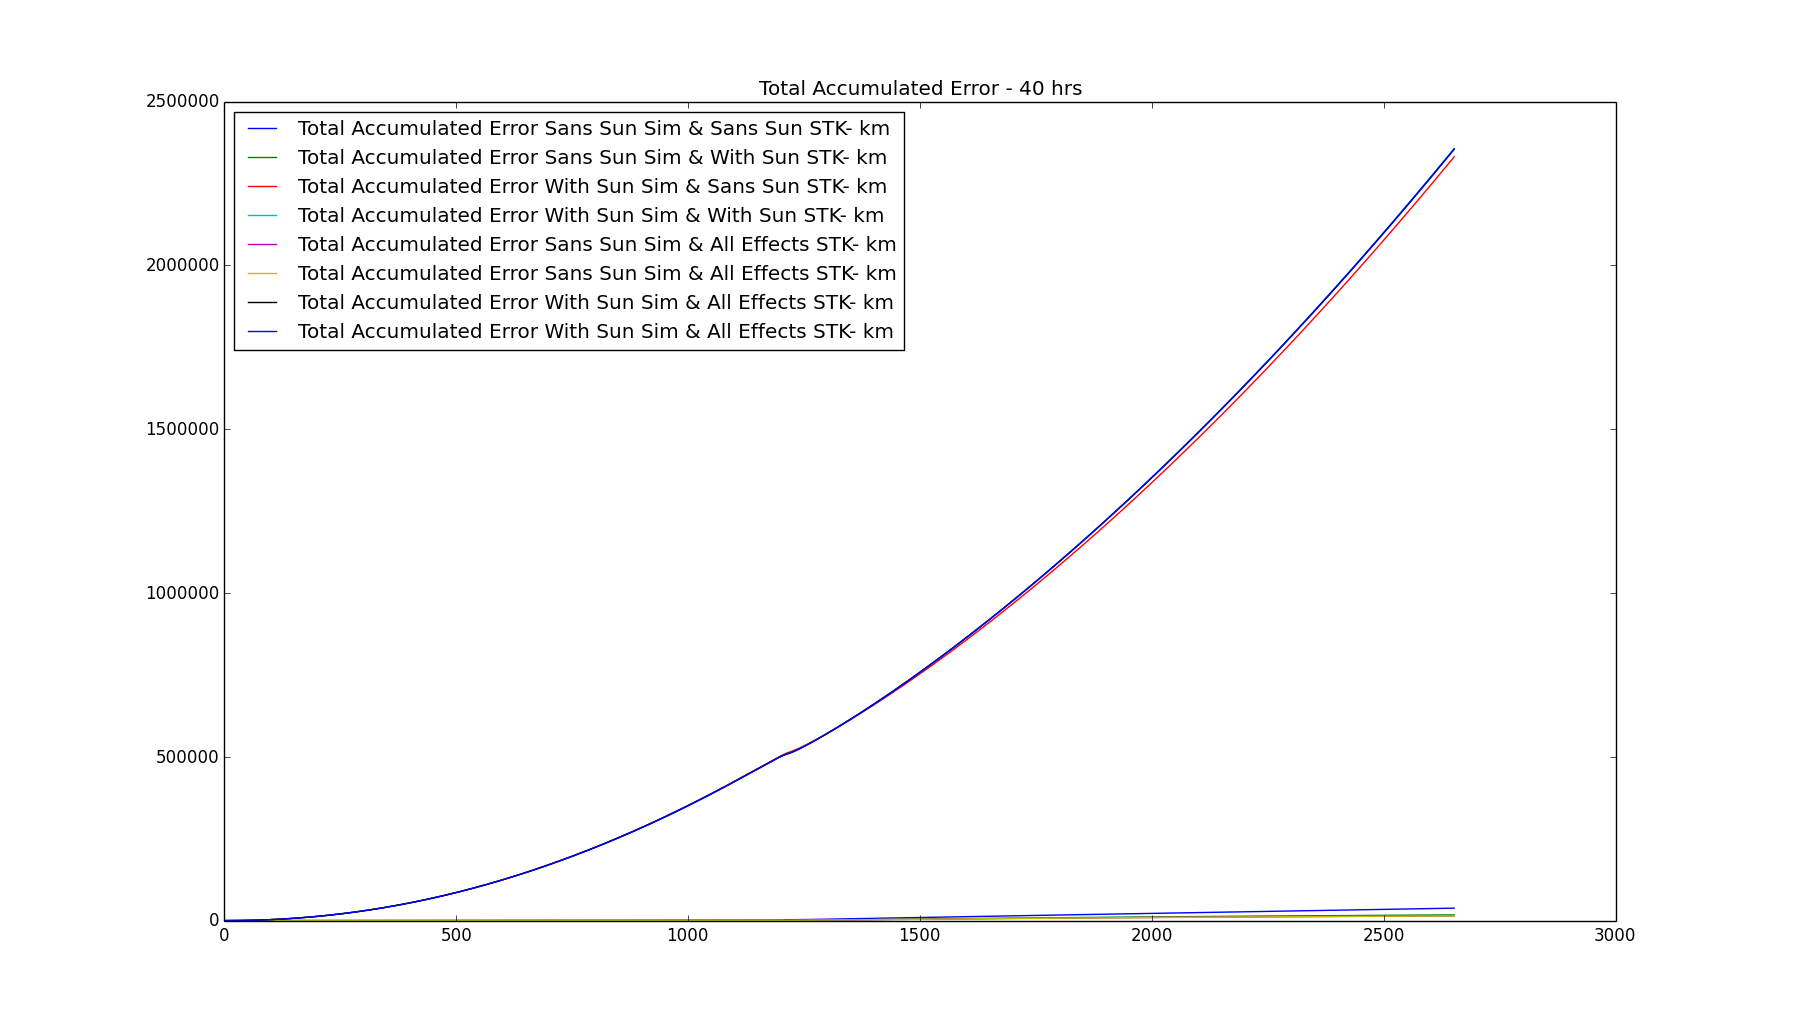 Total Accumulated Error - 40 hrs
2500000
Total Accumulated Error Sans Sun Sim & Sans Sun STK- km
Total Accumulated Error Sans Sun Sim & With Sun STK- km
Total Accumulated Error With Sun Sim & Sans Sun STK- km
Total Accumulated Error With Sun Sim & With Sun STK- km
Total Accumulated Error Sans Sun Sim & All Effects STK- km
Total Accumulated Error Sans Sun Sim & All Effects STK- km
Total Accumulated Error With Sun Sim & All Effects STK- km
Total Accumulated Error With Sun Sim & All Effects STK- km
2000000
1500000
1000000
500000
0
0 500 1000 1500 2000 2500 3000